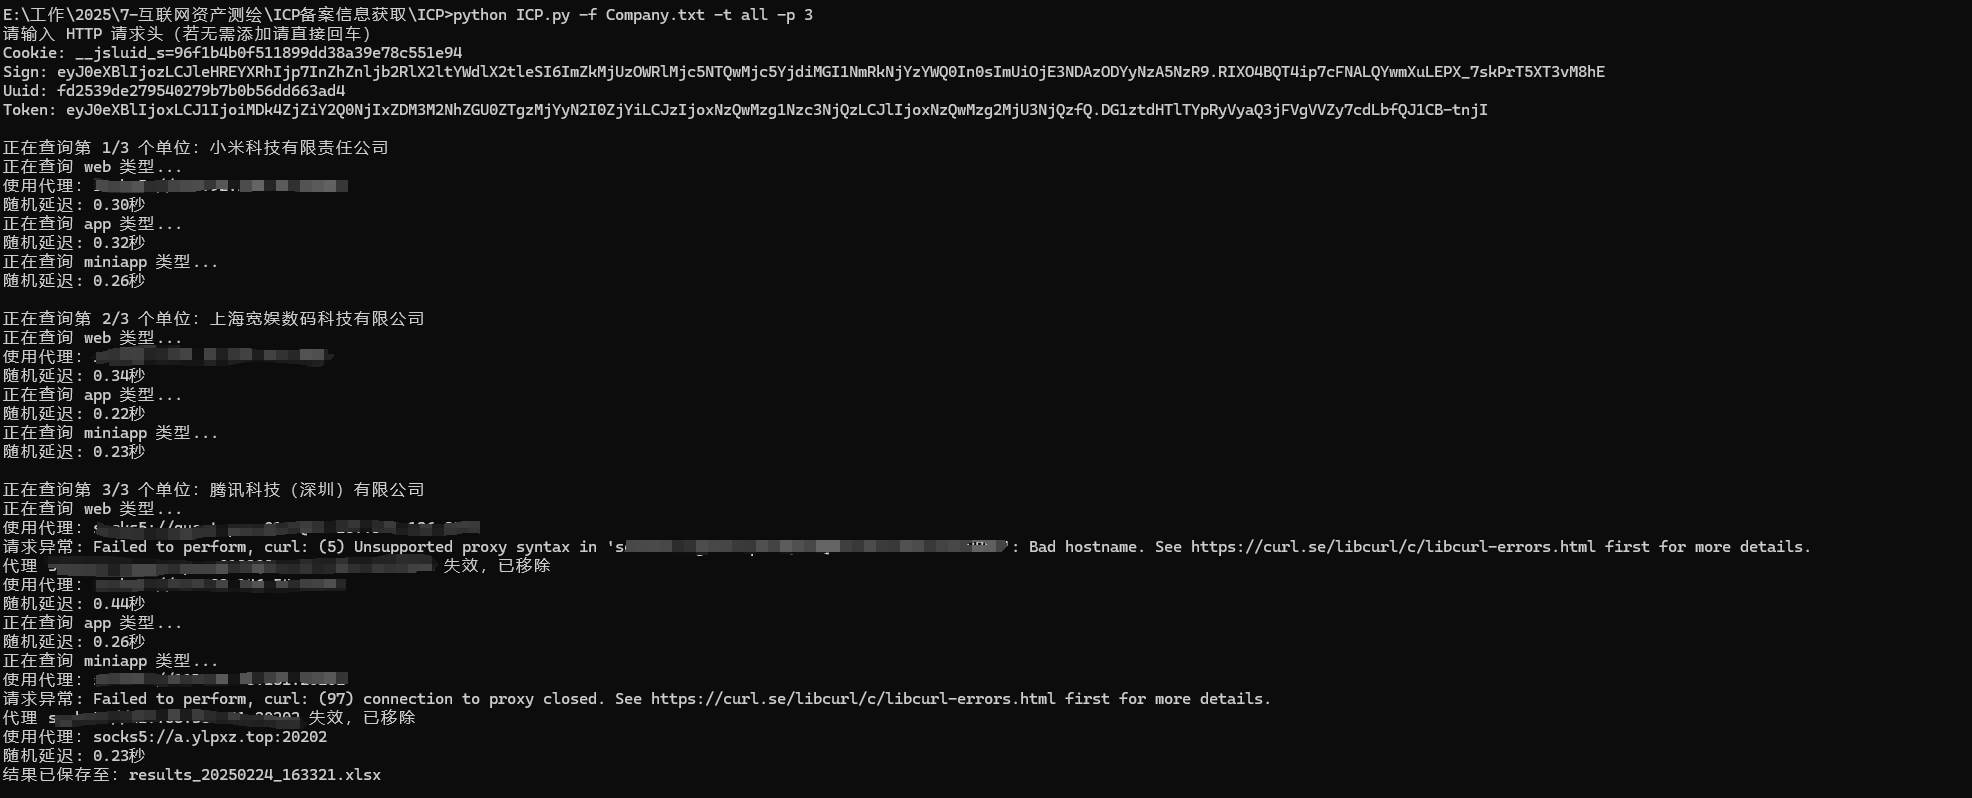 E:\工作\2025\7-互联网资产测绘\ICP备案信息获取\ICP>python ICP.py -f Company.txt -t all -p 3
请输入 HTTP 请求头（若无需添加请直接回车）
Cookie: __jsluid_s=96f1b4b0f511899dd38a39e78c551e94
Sign: eyJ0eXBlIjozLCJleHREYXRhIjp7InZhZnljb2RlX2ltYWdlX2tleSI6ImZkMjUzOWRlMjc5NTQwMjc5YjdiMGI1NmRkNjYzYWQ0In0sImUiOjE3NDAzODYyNzA5NzR9.RIXO4BQT4ip7cFNALQYwmXuLEPX_7skPrT5XT3vM8hE
Uuid: fd2539de279540279b7b0b56dd663ad4
Token: eyJ0eXBlIjoxLCJ1IjoiMDk4ZjZiY2Q0NjIxZDM3M2NhZGU0ZTgzMjYyN2I0ZjYiLCJzIjoxNzQwMzg1Nzc3NjQzLCJlIjoxNzQwMzg2MjU3NjQzfQ.DG1ztdHTlTYpRyVyaQ3jFVgVVZy7cdLbfQJ1CB-tnjI
正在查询第 1/3 个单位: 小米科技有限责任公司
正在查询 web 类型...
使用代理:
随机延迟: 0.30秒
正在查询 app 类型...
随机延迟: 0.32秒
正在查询 miniapp 类型...
随机延迟: 0.26秒
正在查询第 2/3 个单位: 上海宽娱数码科技有限公司
正在查询 web 类型...
使用代理:
随机延迟: 0.34秒
正在查询 app 类型...
随机延迟: 0.22秒
正在查询 miniapp 类型...
随机延迟: 0.23秒
正在查询第 3/3 个单位: 腾讯科技（深圳）有限公司
正在查询 web 类型...
使用代理:
请求异常: Failed to perform, curl: (5) Unsupported proxy syntax in ': Bad hostname. See https://curl.se/libcurl/c/libcurl-errors.html first for more details.
代理 失效，已移除
使用代理:
随机延迟: 0.44秒
正在查询 app 类型...
随机延迟: 0.26秒
正在查询 miniapp 类型...
使用代理:
请求异常: Failed to perform, curl: (97) connection to proxy closed. See https://curl.se/libcurl/c/libcurl-errors.html first for more details.
代理 失效，已移除
使用代理: socks5://a.ylpxz.top:20202
随机延迟: 0.23秒
结果已保存至: results_20250224_163321.xlsx